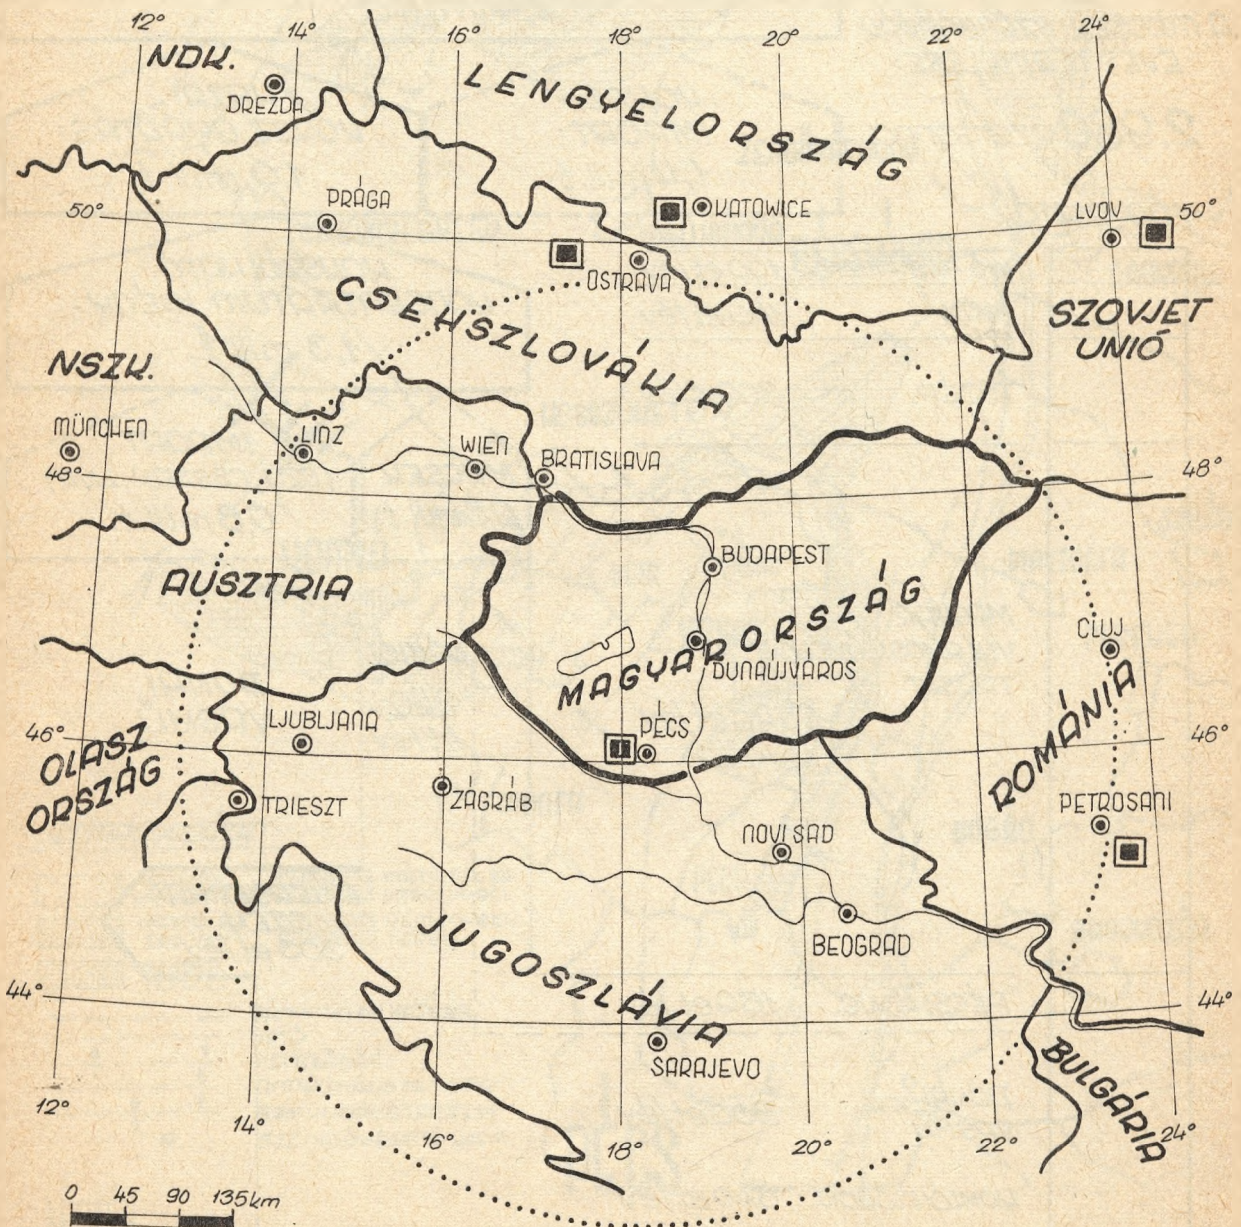 12°
14°
16°
18°
20°
22°
24°
NDK.
DREZDA
LENGYELORSZÁG
PRÁGA
50°
KATOWICE
LVOV
50°
OSTRAVA
CSEHSZLOVÁKIA
SZOVJET
UNIÓ
NSZK.
MÜNCHEN
LINZ
WIEN
BRATISLAVA
48°
48°
BUDAPEST
AUSZTRIA
MAGYARORSZÁG
CLUJ
DUNAÚJVÁROS
ROMÁNIA
LJUBLJANA
PÉCS
46°
46°
OLASZ
ORSZÁG
TRIESZT
ZÁGRÁB
PETROSANI
NOVI SAD
JUGOSZLÁVIA
BEOGRAD
44°
44°
SARAJEVO
BULGÁRIA
12°
14°
16°
18°
20°
22°
24°
0 45 90 135 km